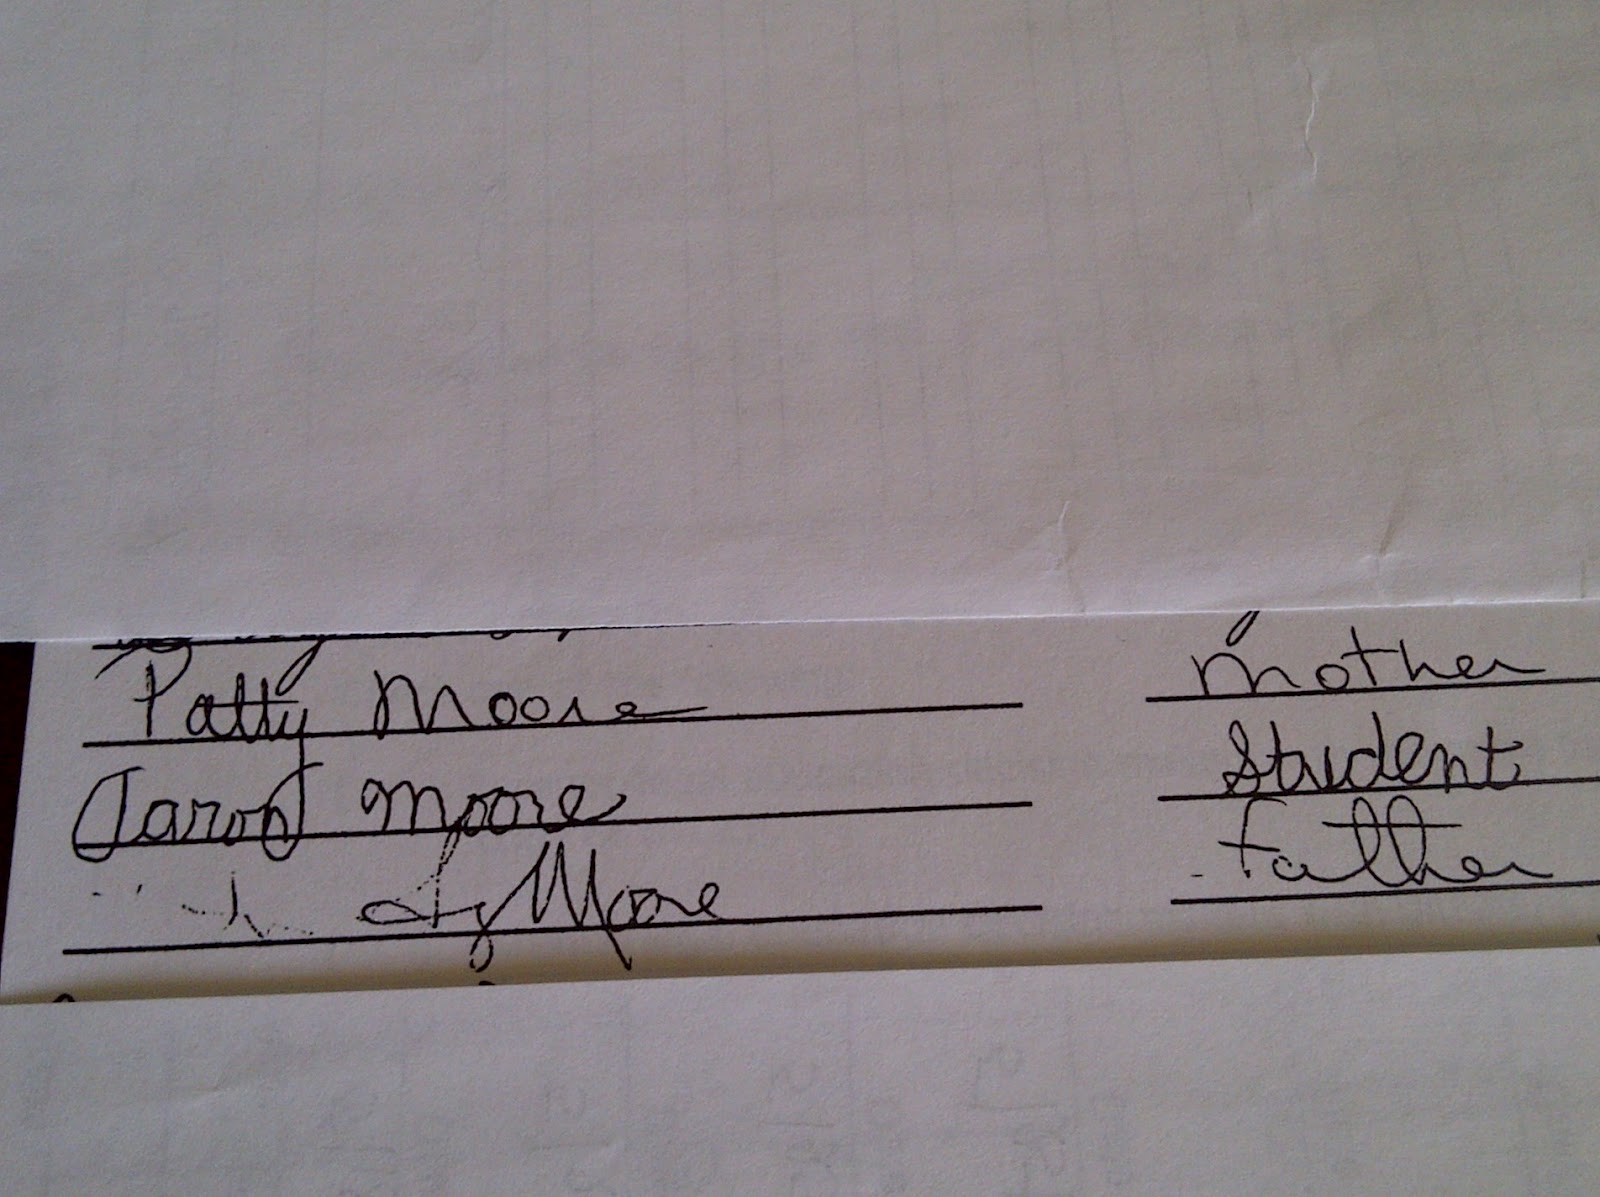 Patty Moore Mother
Jarod Moore Student
Moore Father